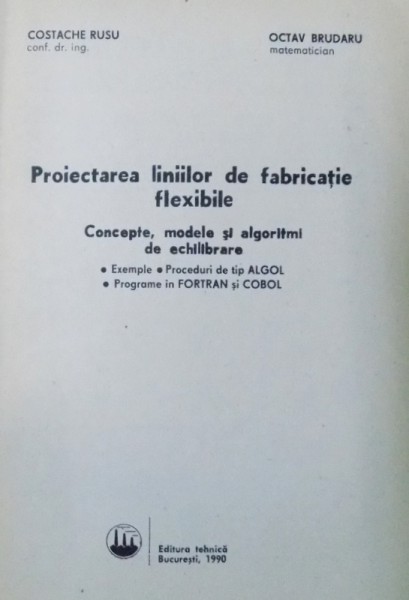 COSTACHE RUSU
conf. dr. ing.
OCTAV BRUDARU
matematician
Proiectarea liniilor de fabricație
flexibile
Concepte, modele și algoritmi
de echilibrare
• Exemple • Proceduri de tip ALGOL
• Programe in FORTRAN și COBOL
Editura tehnică
București, 1990